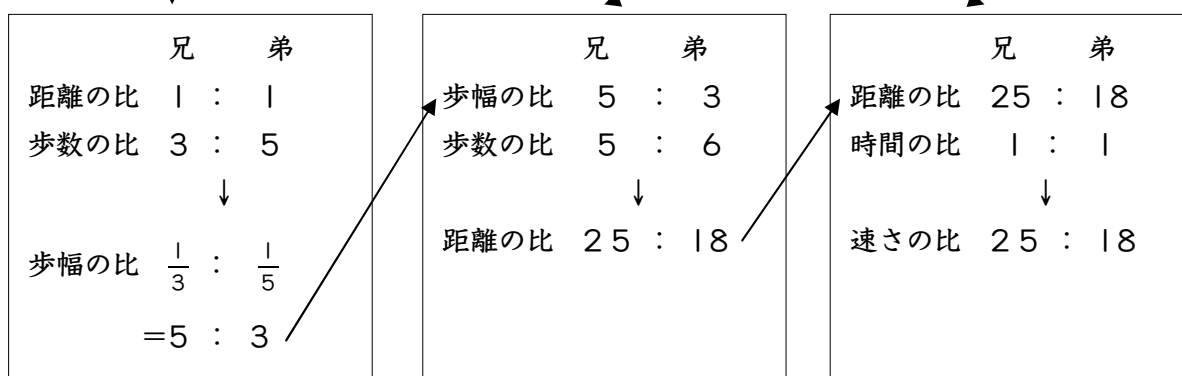 兄 弟
距離の比 1 : 1
歩数の比 3 : 5
↓
歩幅の比 1/3 : 1/5
=5 : 3
兄 弟
歩幅の比 5 : 3
歩数の比 5 : 6
↓
距離の比 25 : 18
兄 弟
距離の比 25 : 18
時間の比 1 : 1
↓
速さの比 25 : 18